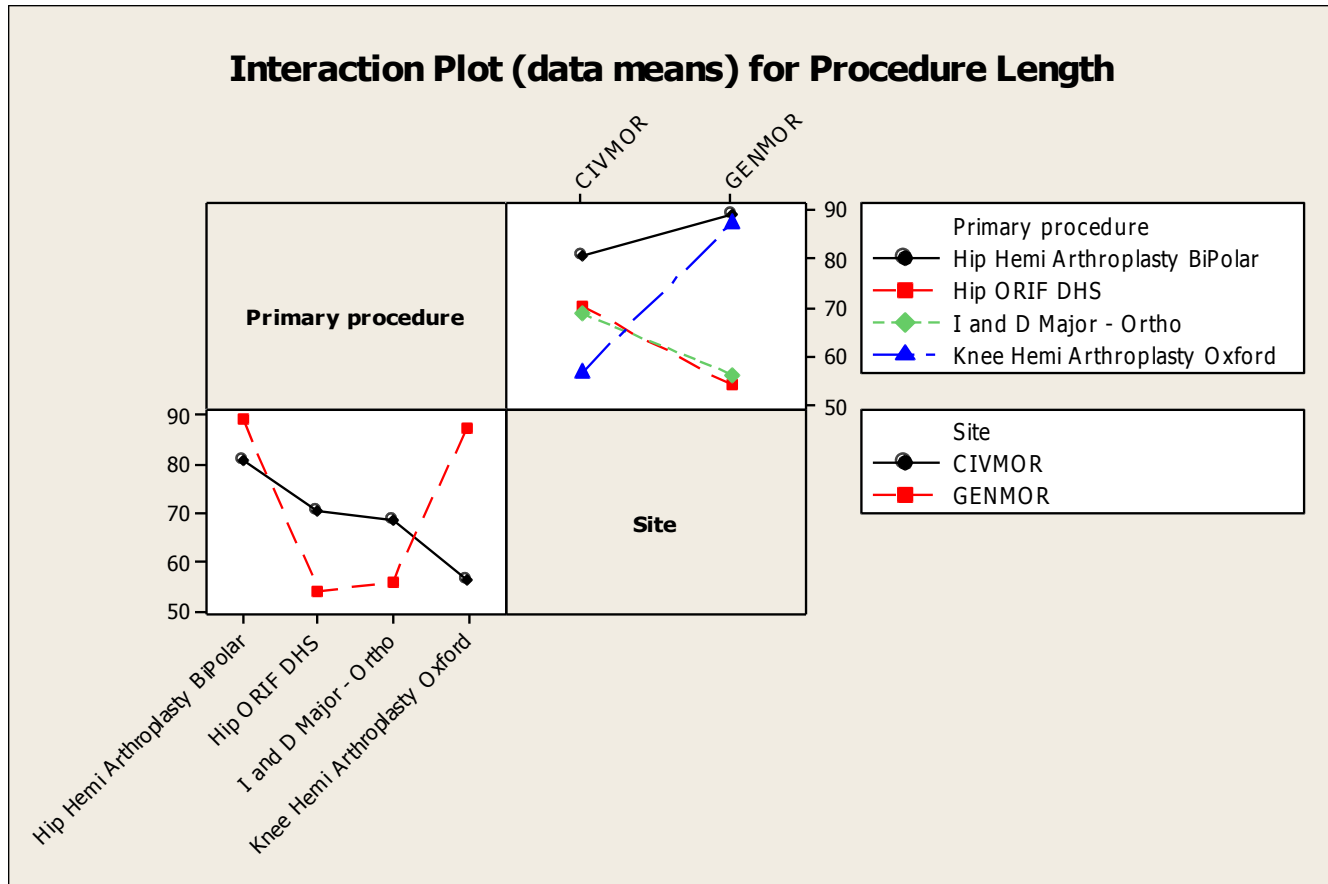 Interaction Plot (data means) for Procedure Length
CIVMOR
GENMOR
Primary procedure
90
80
70
60
50
Primary procedure
Hip Hemi Arthroplasty BiPolar
Hip ORIF DHS
I and D Major - Ortho
Knee Hemi Arthroplasty Oxford
90
80
70
60
50
Site
Site
CIVMOR
GENMOR
Hip Hemi Arthroplasty BiPolar
Hip ORIF DHS
I and D Major - Ortho
Knee Hemi Arthroplasty Oxford